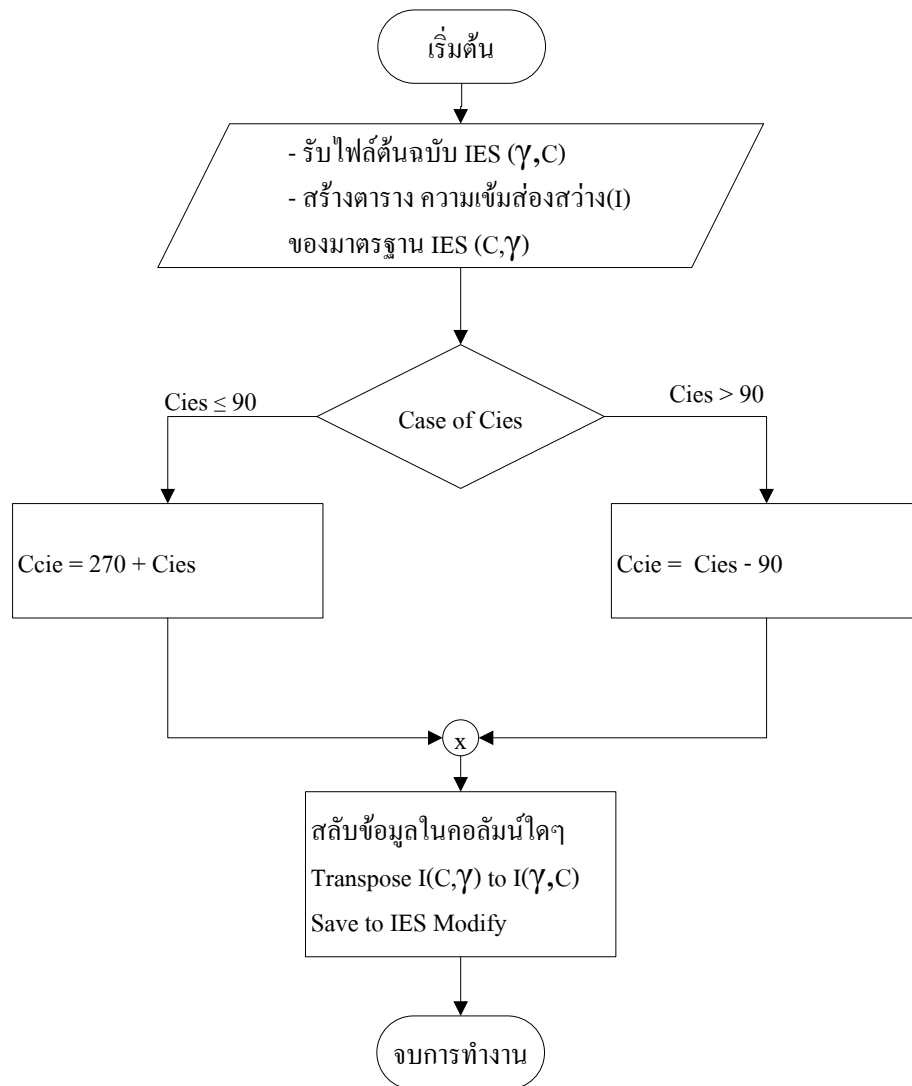 เริ่มต้น
- รับไฟล์ต้นฉบับ IES (γ,C)
- สร้างตาราง ความเข้มส่องสว่าง(I)
ของมาตรฐาน IES (C,γ)
Cies ≤ 90
Case of Cies
Cies > 90
Ccie = 270 + Cies
Ccie = Cies - 90
x
สลับข้อมูลในคอลัมน์ใดๆ
Transpose I(C,γ) to I(γ,C)
Save to IES Modify
จบการทำงาน